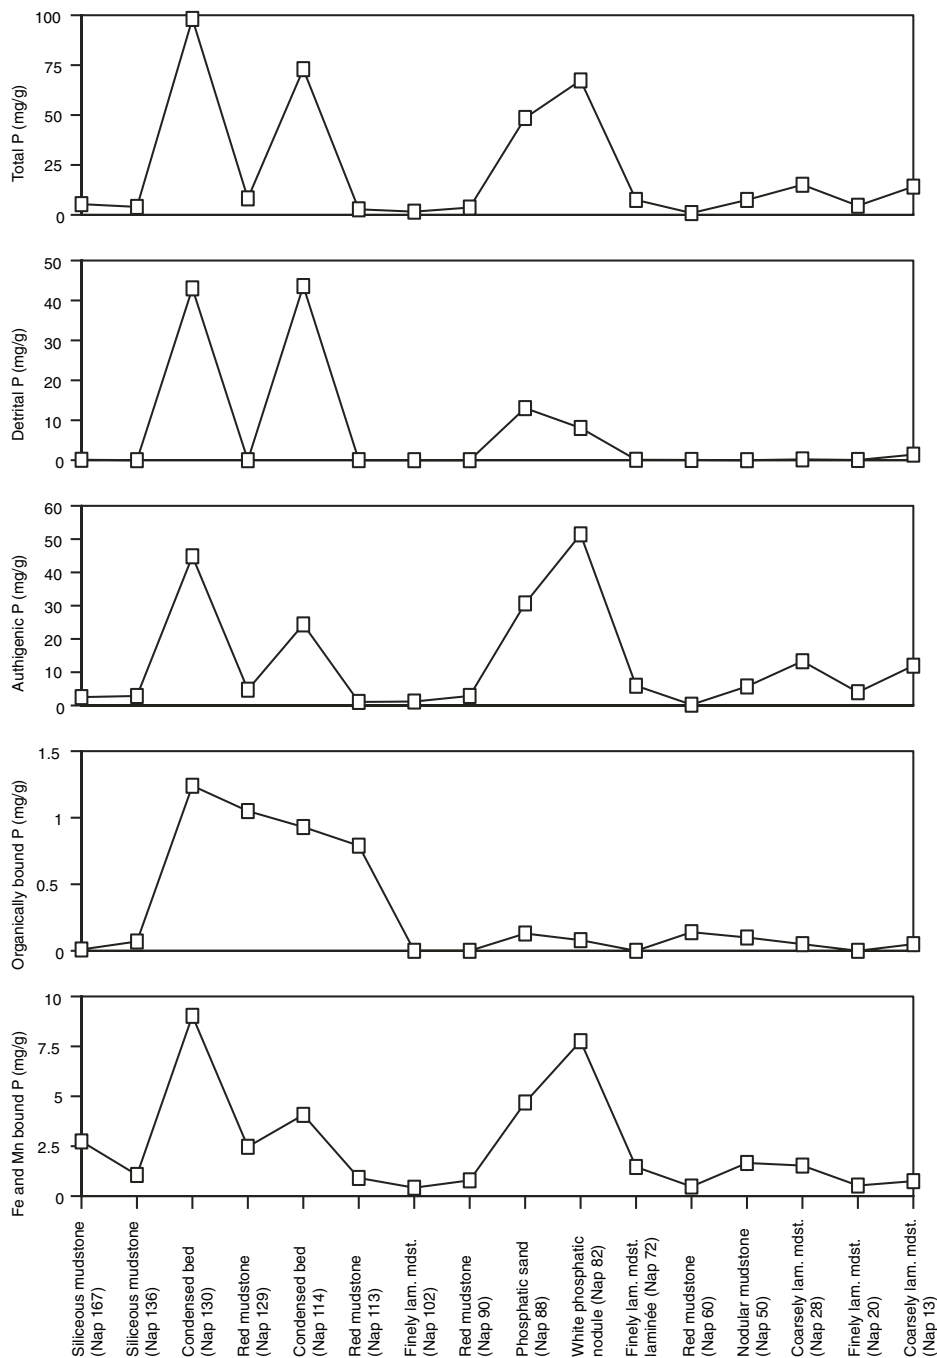 100
75
50
25
0
Total P (mg/g)
50
40
30
20
10
0
Detrital P (mg/g)
60
50
40
30
20
10
0
Authigenic P (mg/g)
1.5
1
0.5
0
Organically bound P (mg/g)
10
7.5
5
2.5
0
Fe and Mn bound P (mg/g)
Siliceous mudstone
(Nap 167)
Siliceous mudstone
(Nap 136)
Condensed bed
(Nap 130)
Red mudstone
(Nap 129)
Condensed bed
(Nap 114)
Red mudstone
(Nap 113)
Finely lam. mdst.
(Nap 102)
Red mudstone
(Nap 90)
Phosphatic sand
(Nap 88)
White phosphatic
nodule (Nap 82)
Finely lam. mdst.
laminée (Nap 72)
Red mudstone
(Nap 60)
Nodular mudstone
(Nap 50)
Coarsely lam. mdst.
(Nap 28)
Finely lam. mdst.
(Nap 20)
Coarsely lam. mdst.
(Nap 13)